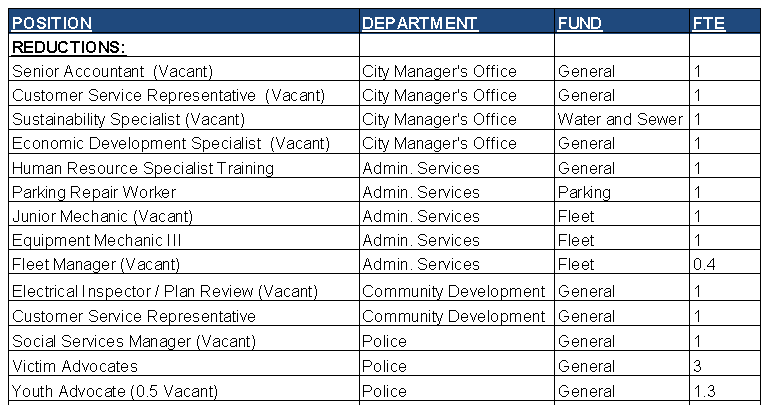 POSITION DEPARTMENT FUND FTE
REDUCTIONS:
Senior Accountant (Vacant) City Manager's Office General 1
Customer Service Representative (Vacant) City Manager's Office General 1
Sustainability Specialist (Vacant) City Manager's Office Water and Sewer 1
Economic Development Specialist (Vacant) City Manager's Office General 1
Human Resource Specialist Training Admin. Services General 1
Parking Repair Worker Admin. Services Parking 1
Junior Mechanic (Vacant) Admin. Services Fleet 1
Equipment Mechanic III Admin. Services Fleet 1
Fleet Manager (Vacant) Admin. Services Fleet 0.4
Electrical Inspector / Plan Review (Vacant) Community Development General 1
Customer Service Representative Community Development General 1
Social Services Manager (Vacant) Police General 1
Victim Advocates Police General 3
Youth Advocate (0.5 Vacant) Police General 1.3